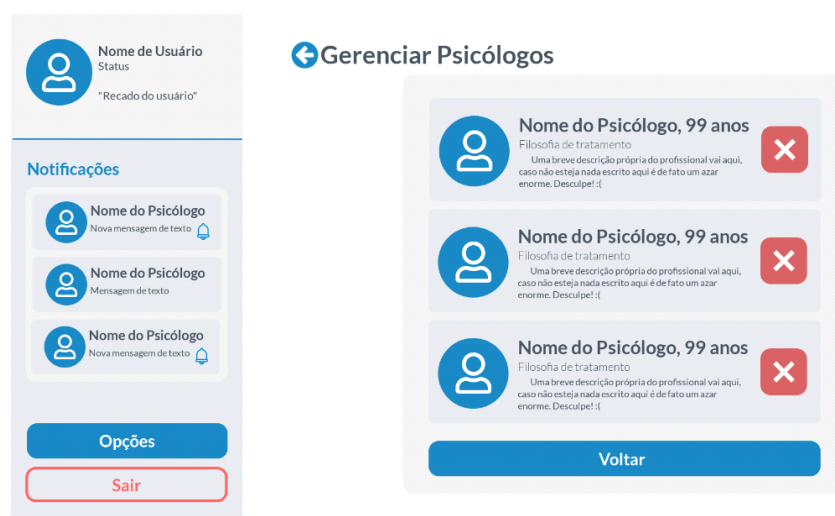 Nome de Usuário
Status
"Recado do usuário"
Notificações
Nome do Psicólogo
Nova mensagem de texto
Nome do Psicólogo
Mensagem de texto
Nome do Psicólogo
Nova mensagem de texto
Opções
Sair
Gerenciar Psicólogos
Nome do Psicólogo, 99 anos
Filosofia de tratamento
Uma breve descrição própria do profissional vai aqui,
caso não esteja nada escrito aqui é de fato um azar
enorme. Desculpe! :(
Nome do Psicólogo, 99 anos
Filosofia de tratamento
Uma breve descrição própria do profissional vai aqui,
caso não esteja nada escrito aqui é de fato um azar
enorme. Desculpe! :(
Nome do Psicólogo, 99 anos
Filosofia de tratamento
Uma breve descrição própria do profissional vai aqui,
caso não esteja nada escrito aqui é de fato um azar
enorme. Desculpe! :(
Voltar